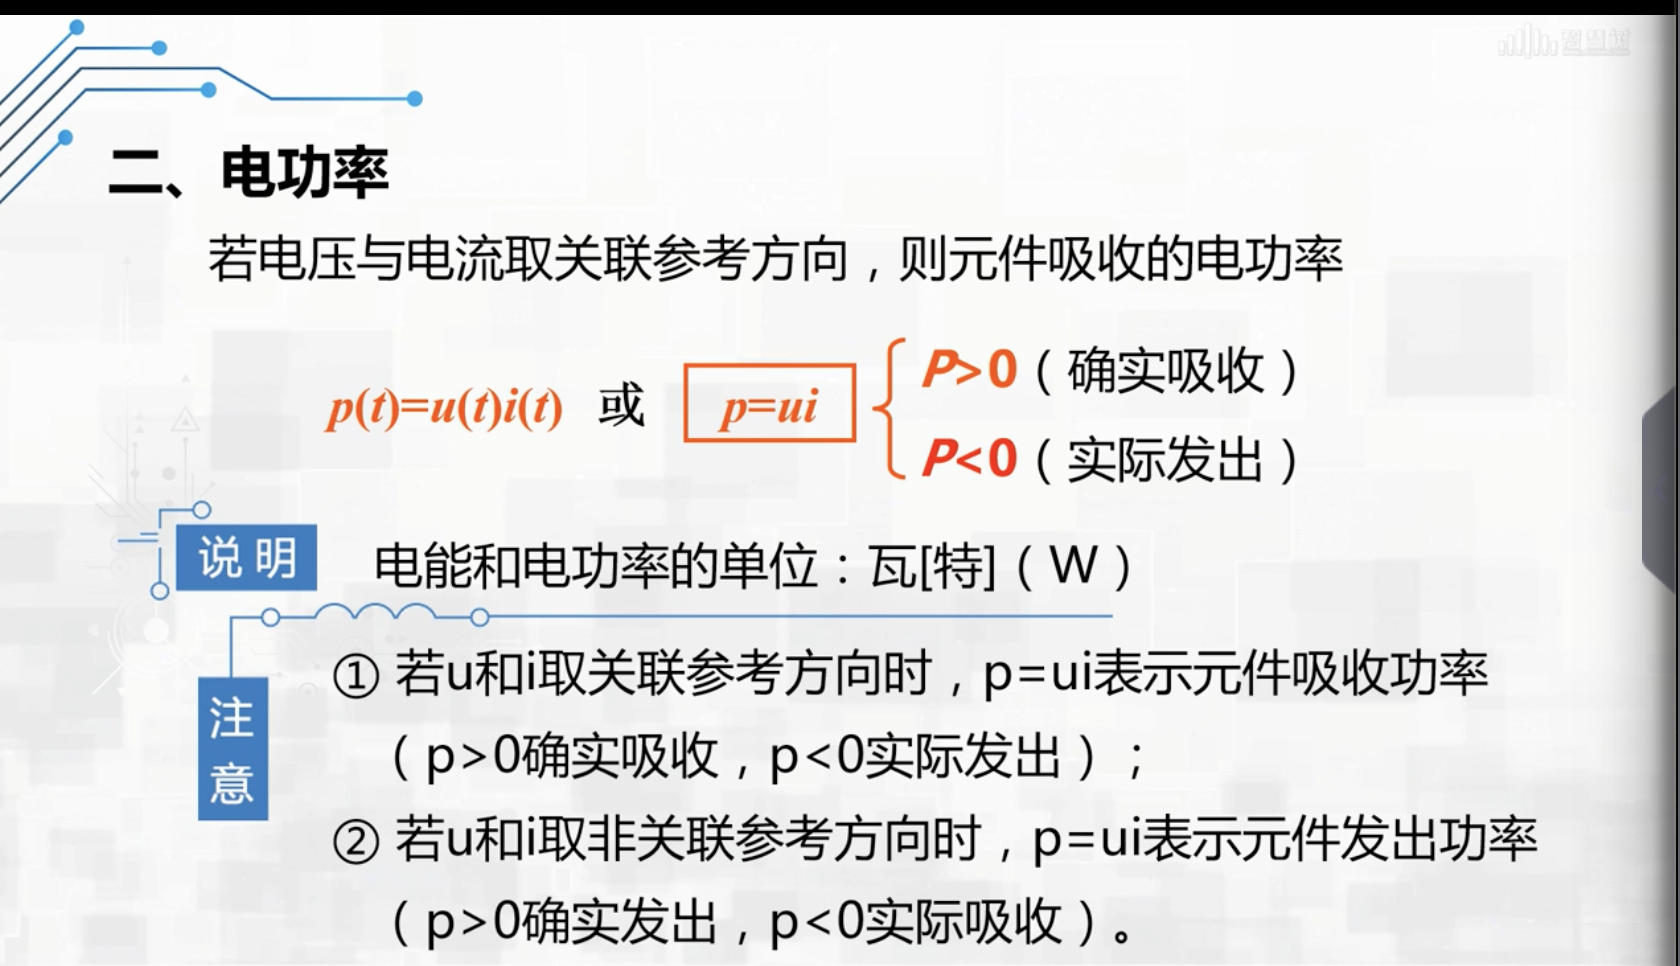 二、电功率
若电压与电流取关联参考方向，则元件吸收的电功率
p(t)=u(t)i(t) 或 p=ui
P>0（确实吸收）
P<0（实际发出）
说明 电能和电功率的单位：瓦[特]（W）
注意
① 若u和i取关联参考方向时，p=ui表示元件吸收功率
（p>0确实吸收，p<0实际发出）；
② 若u和i取非关联参考方向时，p=ui表示元件发出功率
（p>0确实发出，p<0实际吸收）。